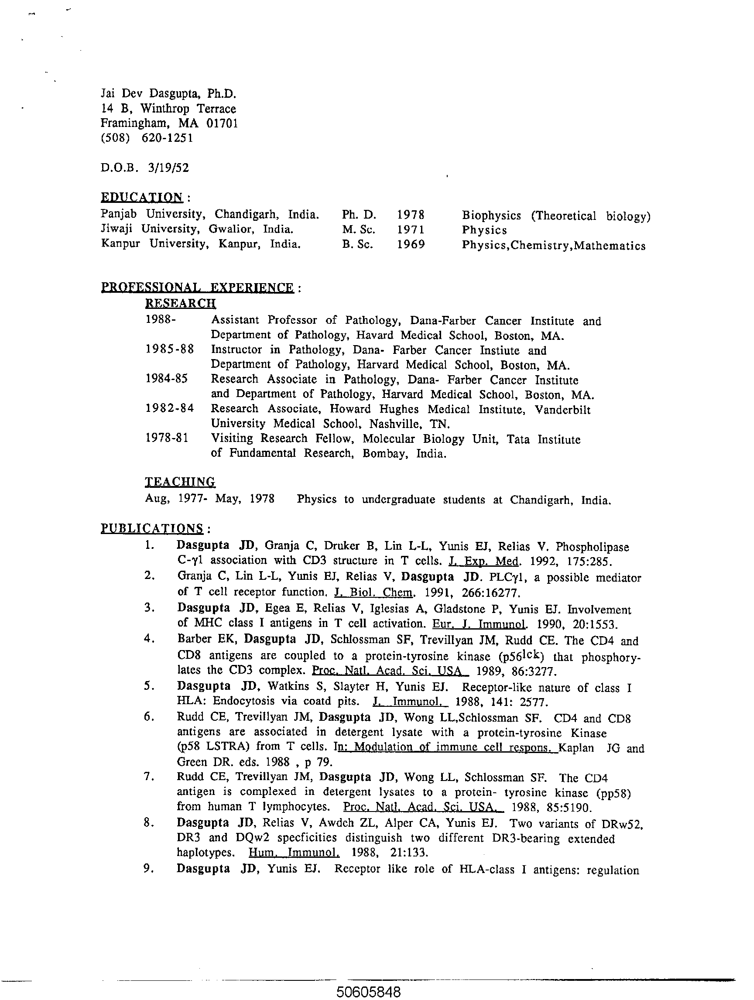 Jai Dev Dasgupta, Ph.D.
14 B, Winthrop Terrace
Framingham, MA 01701
(508) 620-1251
D.O.B. 3/19/52
EDUCATION :
Panjab University, Chandigarh, India. Ph. D. 1978 Biophysics (Theoretical biology)
Jiwaji University, Gwalior, India. M. Sc. 1971 Physics
Kanpur University, Kanpur, India. B. Sc. 1969 Physics,Chemistry,Mathematics
PROFESSIONAL EXPERIENCE :
RESEARCH
1988- Assistant Professor of Pathology, Dana-Farber Cancer Institute and
Department of Pathology, Havard Medical School, Boston, MA.
1985-88 Instructor in Pathology, Dana- Farber Cancer Instiute and
Department of Pathology, Harvard Medical School, Boston, MA.
1984-85 Research Associate in Pathology, Dana- Farber Cancer Institute
and Department of Pathology, Harvard Medical School, Boston, MA.
1982-84 Research Associate, Howard Hughes Medical Institute, Vanderbilt
University Medical School, Nashville, TN.
1978-81 Visiting Research Fellow, Molecular Biology Unit, Tata Institute
of Fundamental Research, Bombay, India.
TEACHING
Aug, 1977- May, 1978 Physics to undergraduate students at Chandigarh, India.
PUBLICATIONS :
1. Dasgupta JD, Granja C, Druker B, Lin L-L, Yunis EJ, Relias V. Phospholipase
C-γ1 association with CD3 structure in T cells. J. Exp. Med. 1992, 175:285.
2. Granja C, Lin L-L, Yunis EJ, Relias V, Dasgupta JD. PLCγ1, a possible mediator
of T cell receptor function. J. Biol. Chem. 1991, 266:16277.
3. Dasgupta JD, Egea E, Relias V, Iglesias A, Gladstone P, Yunis EJ. Involvement
of MHC class I antigens in T cell activation. Eur. J. Immunol. 1990, 20:1553.
4. Barber EK, Dasgupta JD, Schlossman SF, Trevillyan JM, Rudd CE. The CD4 and
CD8 antigens are coupled to a protein-tyrosine kinase (p56lck) that phosphory-
lates the CD3 complex. Proc. Natl. Acad. Sci. USA 1989, 86:3277.
5. Dasgupta JD, Watkins S, Slayter H, Yunis EJ. Receptor-like nature of class I
HLA: Endocytosis via coatd pits. J. Immunol. 1988, 141: 2577.
6. Rudd CE, Trevillyan JM, Dasgupta JD, Wong LL,Schlossman SF. CD4 and CD8
antigens are associated in detergent lysate with a protein-tyrosine Kinase
(p58 LSTRA) from T cells. In: Modulation of immune cell respons. Kaplan JG and
Green DR. eds. 1988 , p 79.
7. Rudd CE, Trevillyan JM, Dasgupta JD, Wong LL, Schlossman SF. The CD4
antigen is complexed in detergent lysates to a protein- tyrosine kinase (pp58)
from human T lymphocytes. Proc. Natl. Acad. Sci. USA. 1988, 85:5190.
8. Dasgupta JD, Relias V, Awdeh ZL, Alper CA, Yunis EJ. Two variants of DRw52,
DR3 and DQw2 specficities distinguish two different DR3-bearing extended
haplotypes. Hum. Immunol. 1988, 21:133.
9. Dasgupta JD, Yunis EJ. Receptor like role of HLA-class I antigens: regulation
50605848